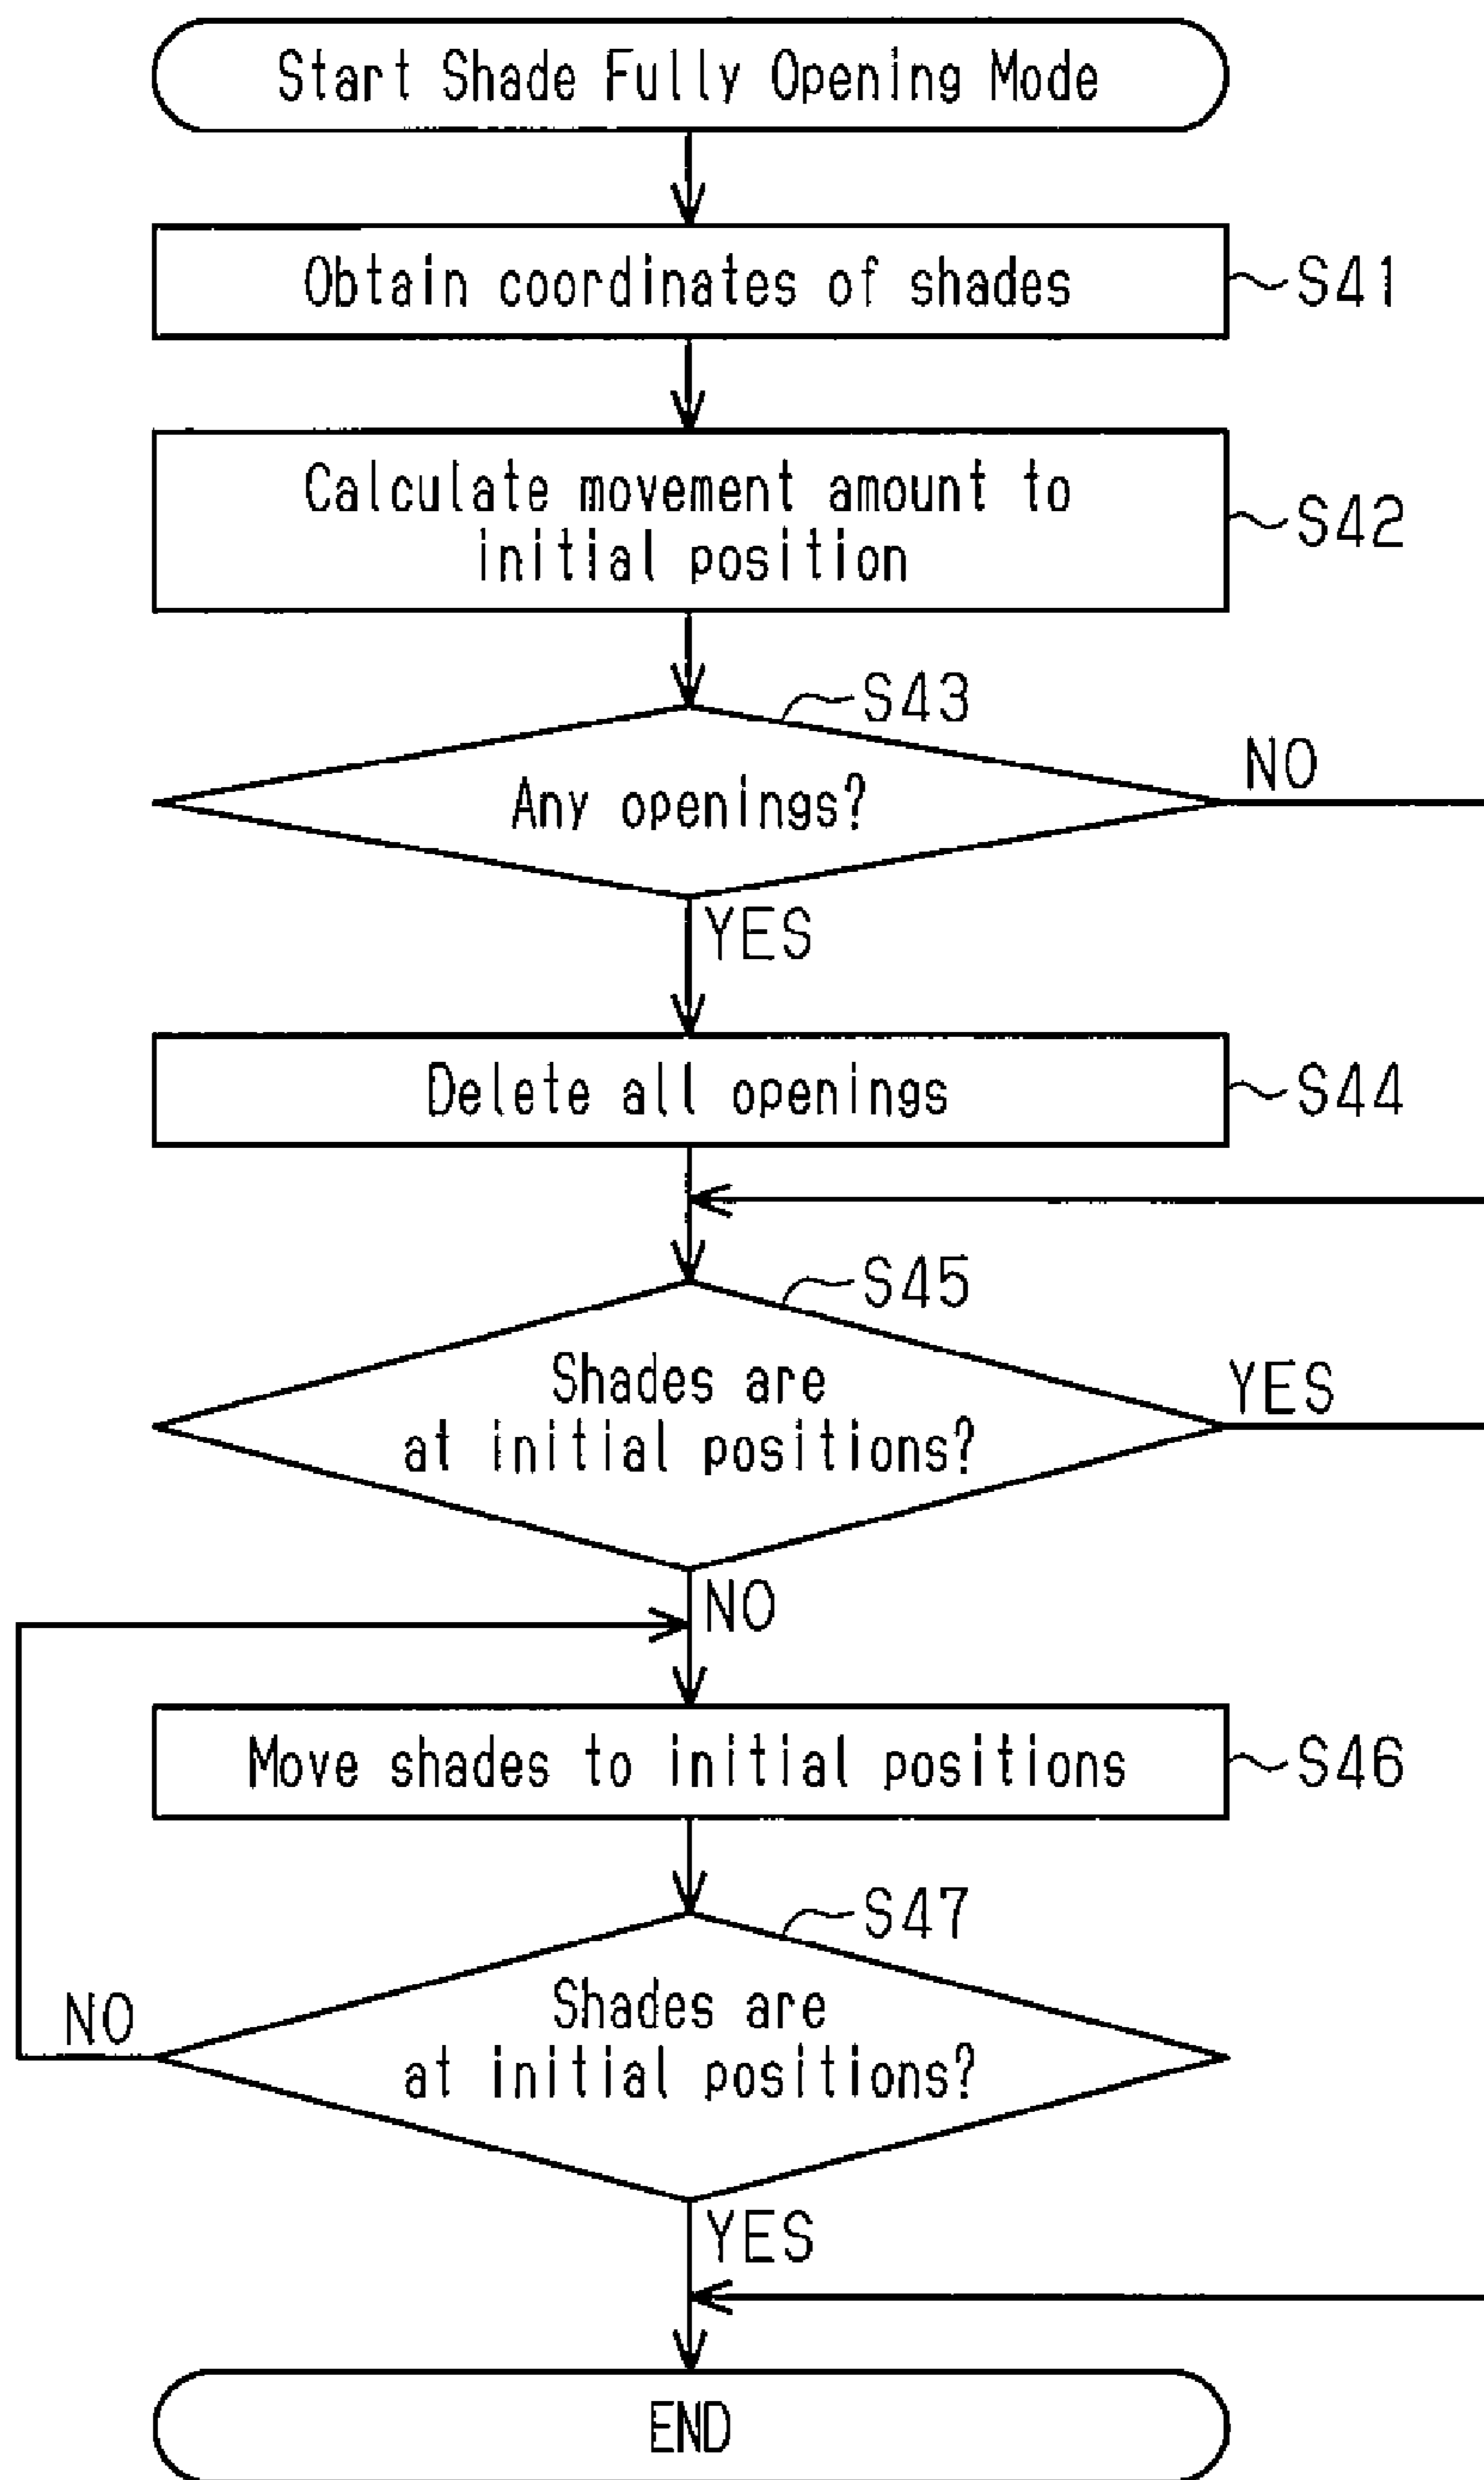 Start Shade Fully Opening Mode
Obtain coordinates of shades
S41
Calculate movement amount to
initial position
S42
S43
Any openings?
NO
YES
Delete all openings
S44
S45
Shades are
at initial positions?
YES
NO
Move shades to initial positions
S46
S47
Shades are
at initial positions?
NO
YES
END